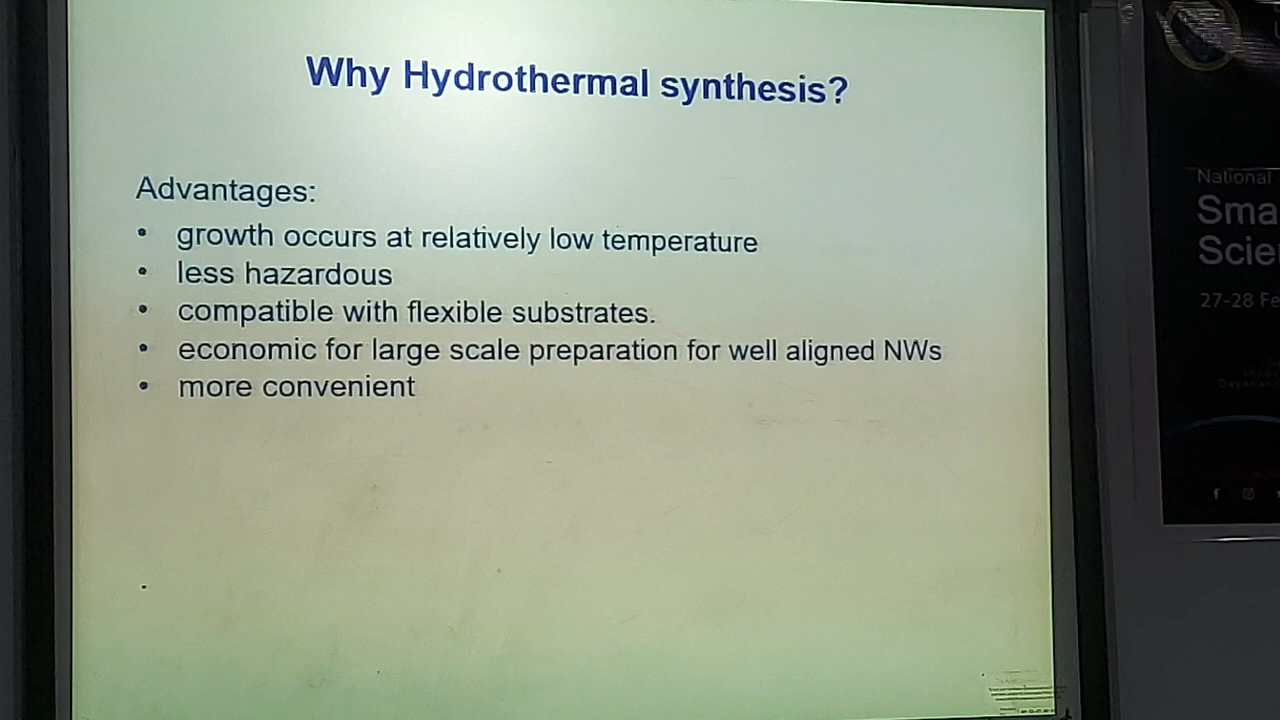 Why Hydrothermal synthesis?
Advantages:
• growth occurs at relatively low temperature
• less hazardous
• compatible with flexible substrates.
• economic for large scale preparation for well aligned NWs
• more convenient
National
Sma
Scie
27-28 Fe